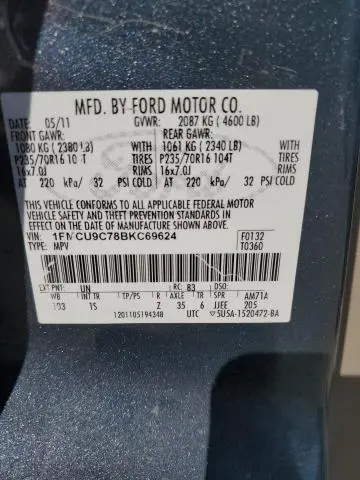 MFD. BY FORD MOTOR CO.
DATE: 05/11 GVWR: 2087 KG ( 4600 LB)
FRONT GAWR: REAR GAWR:
1080 KG ( 2380 LB) WITH 1061 KG ( 2340 LB) WITH
P235/70R16 104T TIRES P235/70R16 104T TIRES
16x7.0J RIMS 16x7.0J RIMS
AT 220 kPa/ 32 PSI COLD AT 220 kPa/ 32 PSI COLD
THIS VEHICLE CONFORMS TO ALL APPLICABLE FEDERAL MOTOR
VEHICLE SAFETY AND THEFT PREVENTION STANDARDS IN
EFFECT ON THE DATE OF MANUFACTURE SHOWN ABOVE.
VIN: 1FMCU9C78BKC69624 F0132
TYPE: MPV T0360
EXT PNT: UN RC: 83 DSO:
WB INT TR TP/PS R AXLE TR SPR AM71A
103 1S Z 35 6 JJEE 205
1201105194348 UTC 5U5A-1520472-BA